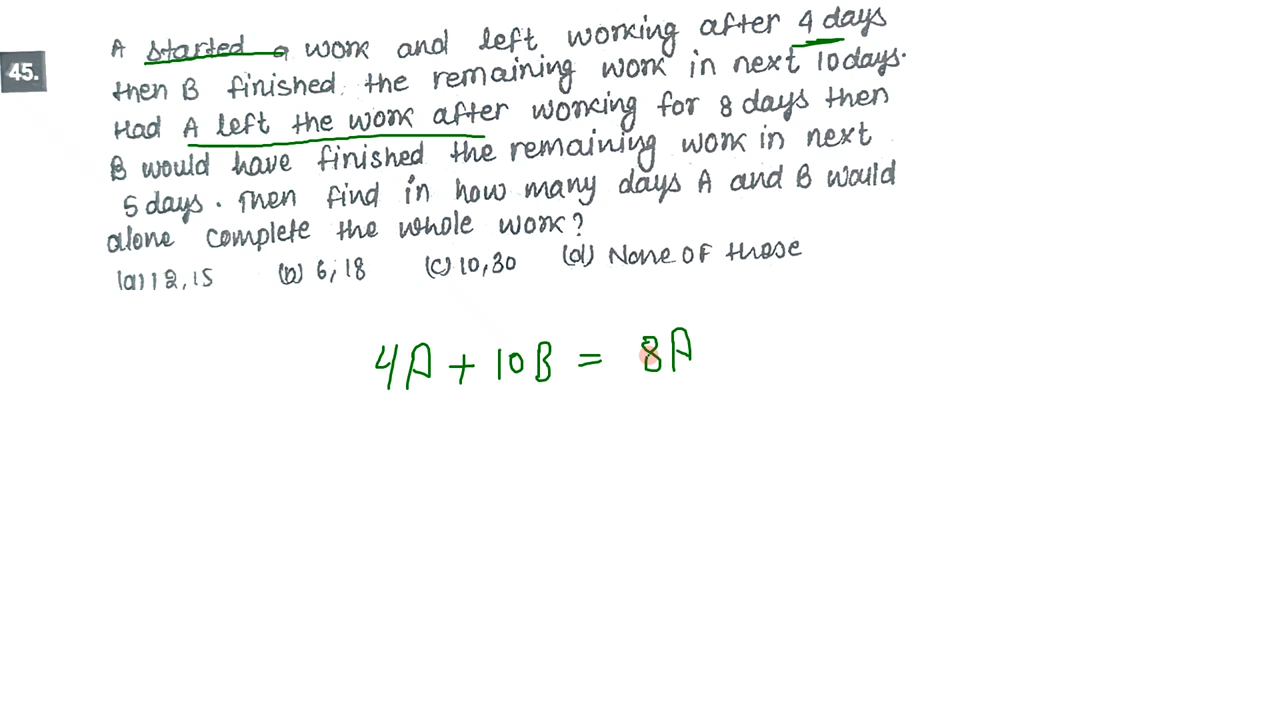 45.
A started a work and left working after 4 days
then B finished the remaining work in next 10 days.
Had A left the work after working for 8 days then
B would have finished the remaining work in next
5 days. Then find in how many days A and B would
alone complete the whole work?
(a) 12, 15 (b) 6, 18 (c) 10, 30 (d) None of these
4A + 10B = 8A